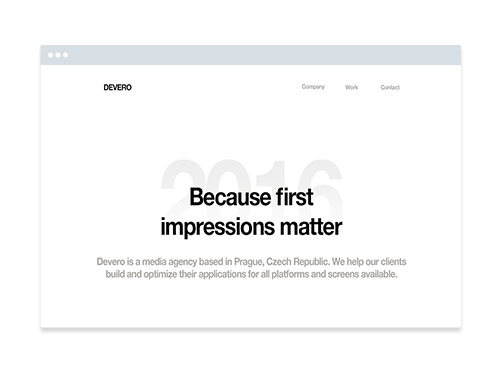 DEVERO
Company Work Contact
2016
Because first
impressions matter
Devero is a media agency based in Prague, Czech Republic. We help our clients
build and optimize their applications for all platforms and screens available.